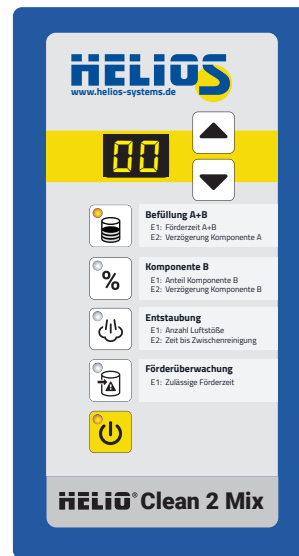 HELIOS
www.helios-systems.de
00
Befüllung A+B
E1: Förderzeit A+B
E2: Verzögerung Komponente A
%
Komponente B
E1: Anteil Komponente B
E2: Verzögerung Komponente B
Entstaubung
E1: Anzahl Luftstöße
E2: Zeit bis Zwischenreinigung
Förderüberwachung
E1: Zulässige Förderzeit
HELIO® Clean 2 Mix